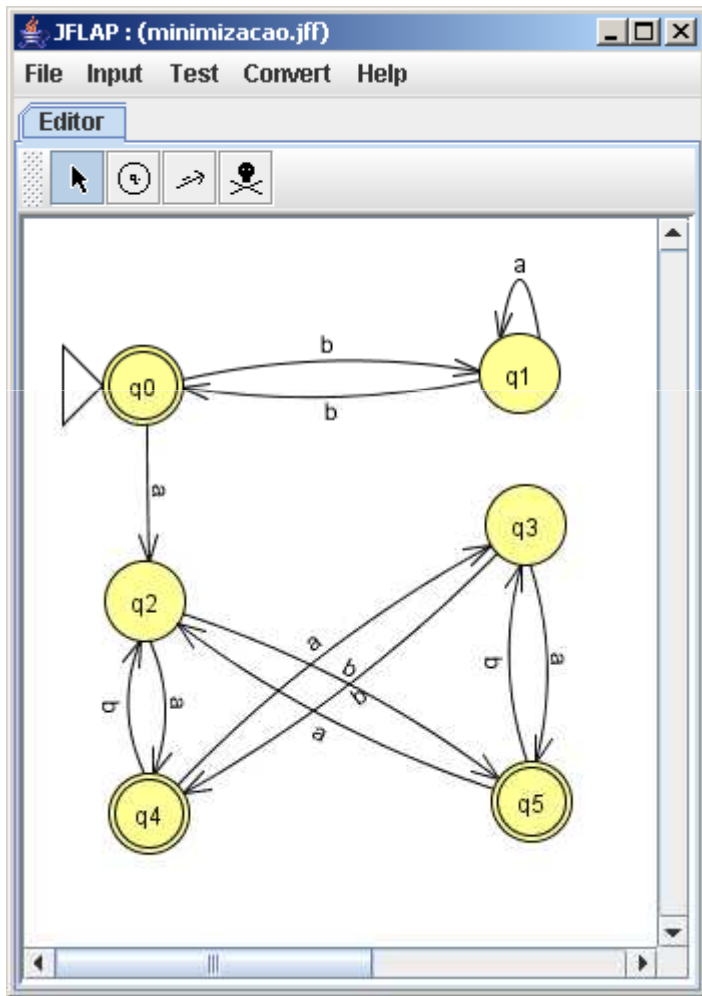 JFLAP : (minimizacao.jff)
File Input Test Convert Help
Editor
q
a
b
q0
q1
b
a
q3
q2
a
b
b
a
b
a
b
a
q4
q5